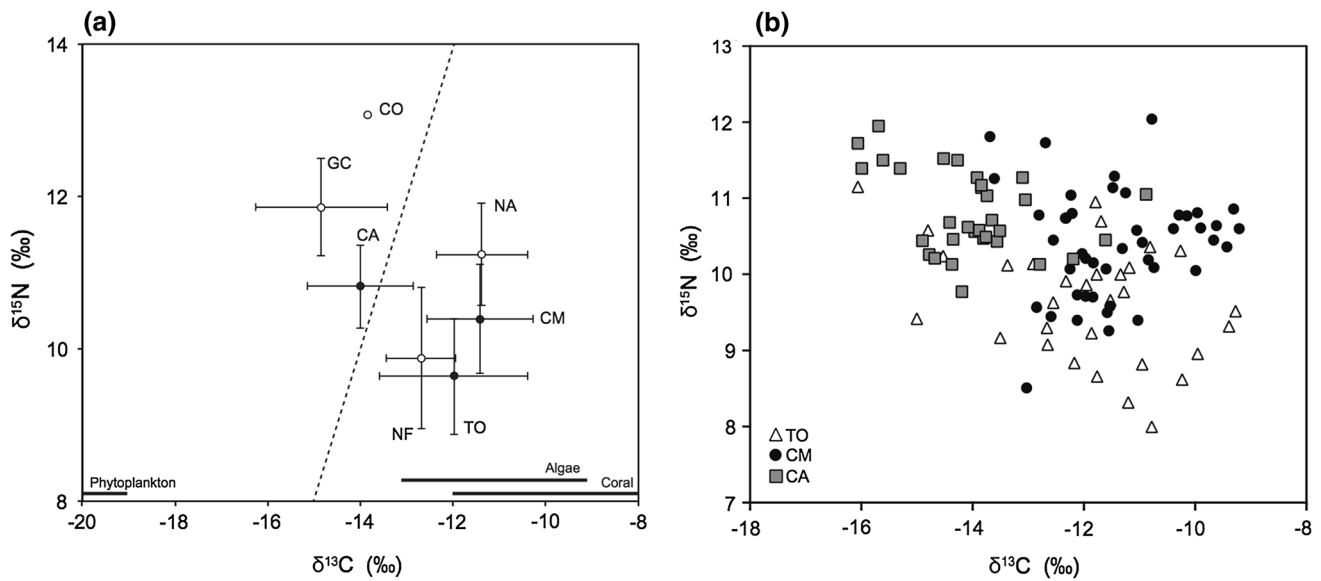 (a)
14
12
10
8
δ15N (‰)
CO
GC
NA
CA
CM
NF
TO
Algae
Phytoplankton
Coral
-20
-18
-16
-14
-12
-10
-8
δ13C (‰)
(b)
13
12
11
10
9
8
7
δ15N (‰)
TO
CM
CA
-18
-16
-14
-12
-10
-8
δ13C (‰)